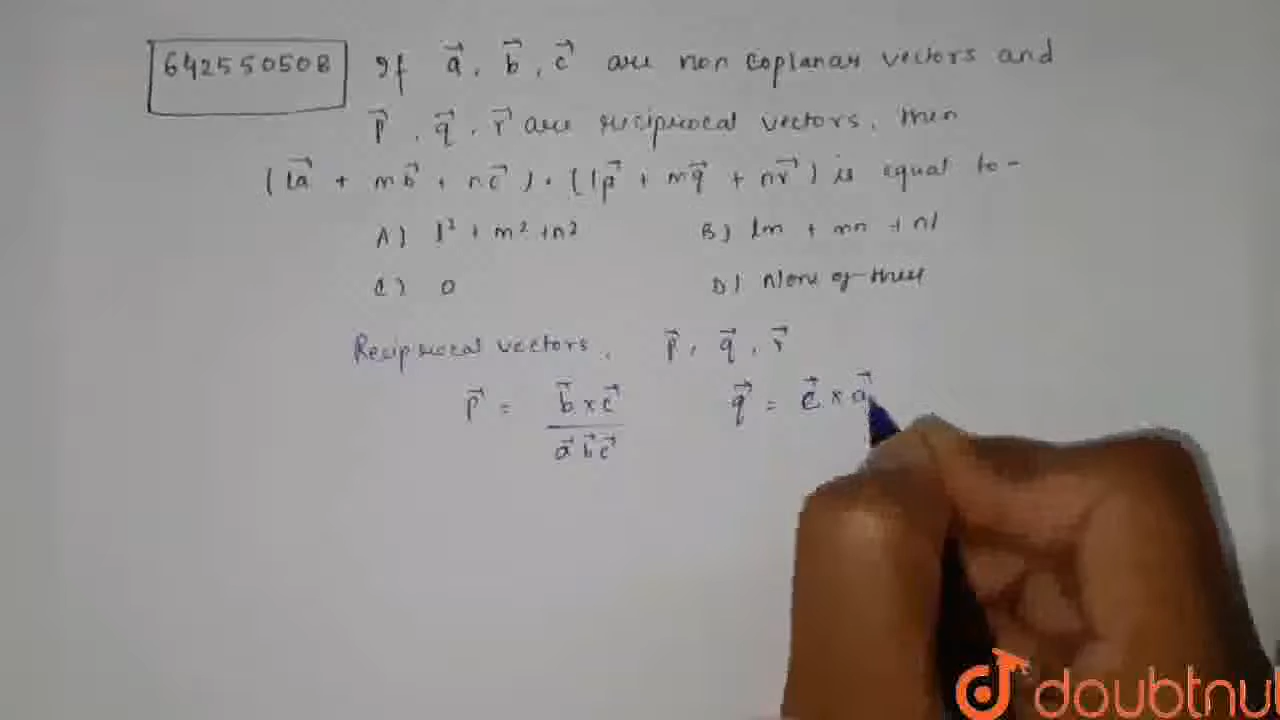 642550508 If a⃗, b⃗, c⃗ are non coplanar vectors and
p⃗, q⃗, r⃗ are reciprocal vectors, then
(la⃗ + mb⃗ + nc⃗) · (lp⃗ + mq⃗ + nr⃗) is equal to -
A) l² + m² + n² B) lm + mn + nl
C) 0 D) None of these
Reciprocal vectors, p⃗, q⃗, r⃗
p⃗ = b⃗ × c⃗ q⃗ = c⃗ × a⃗
a⃗ b⃗ c⃗
doubtnut